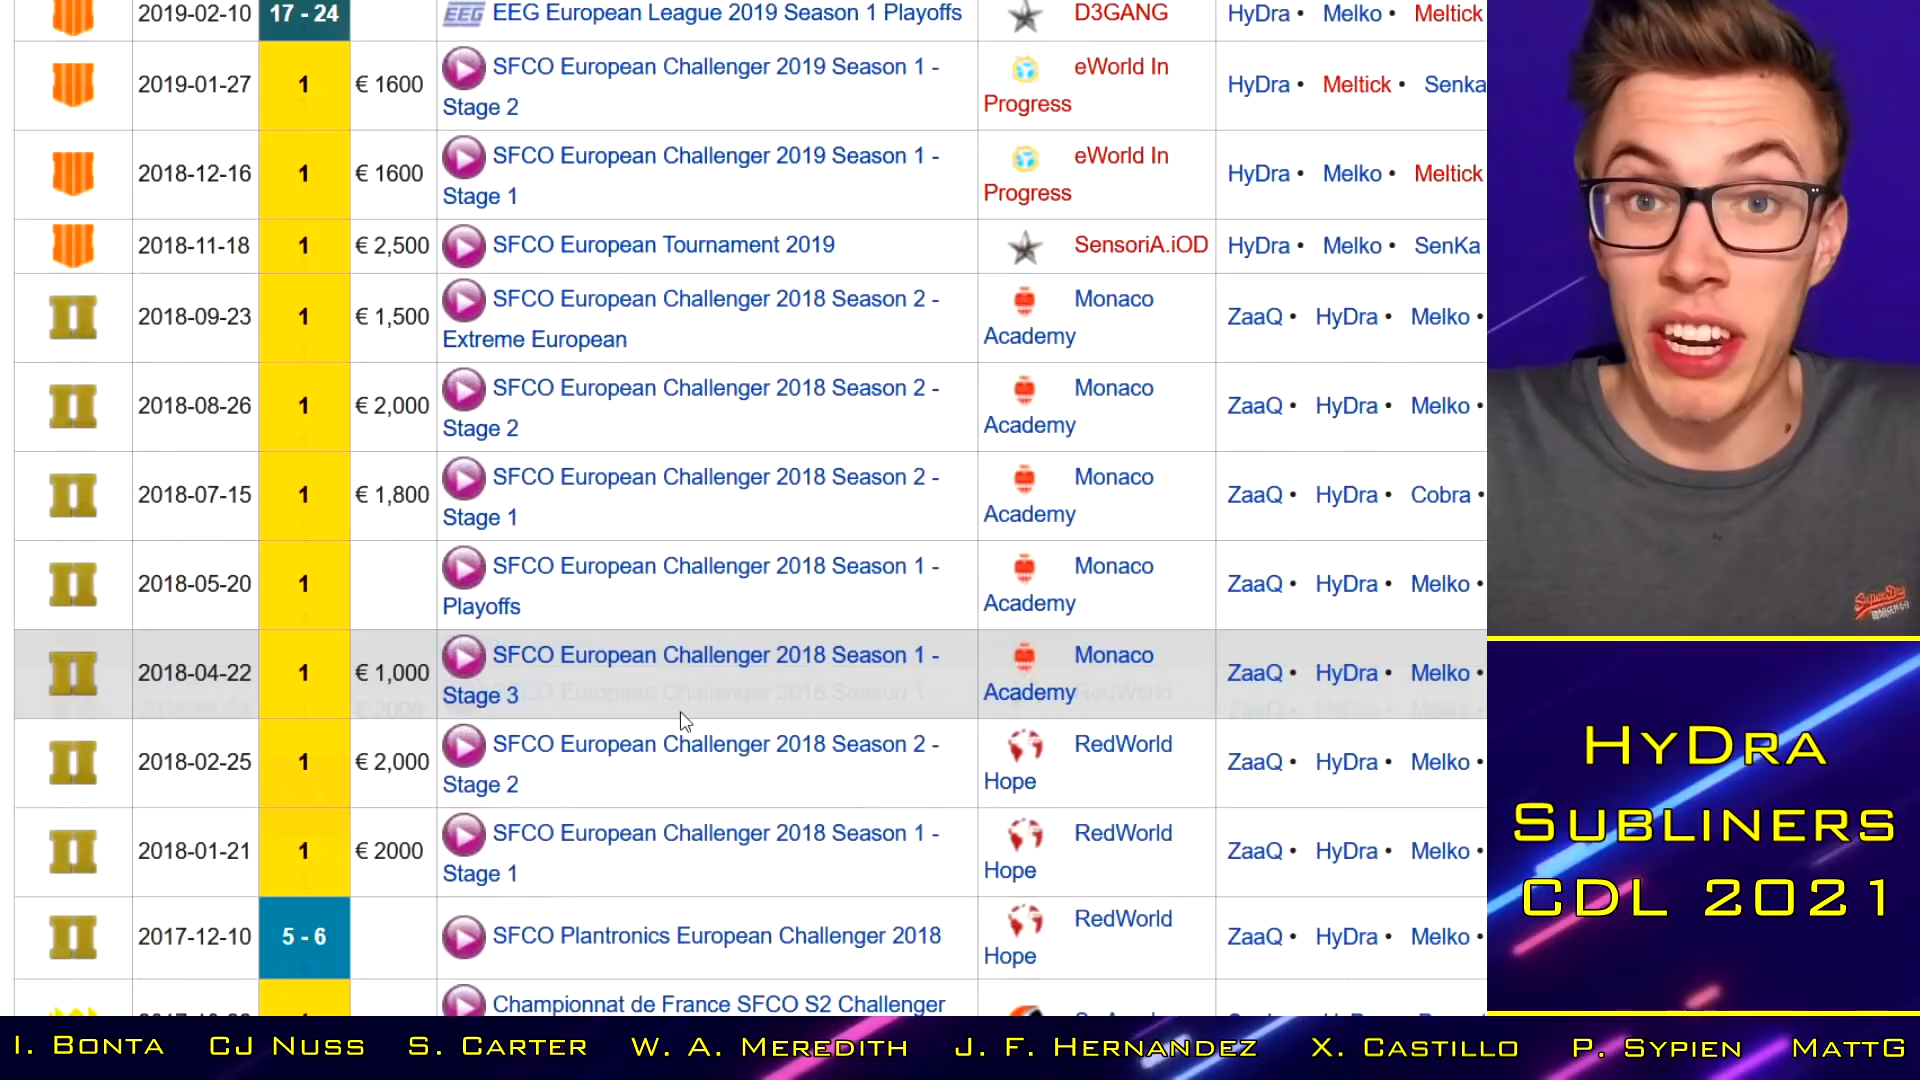 2019-02-10 17 - 24 EEG EEG European League 2019 Season 1 Playoffs D3GANG HyDra • Melko • Meltick
2019-01-27 1 € 1600 SFCO European Challenger 2019 Season 1 - Stage 2 eWorld In Progress HyDra • Meltick • Senka
2018-12-16 1 € 1600 SFCO European Challenger 2019 Season 1 - Stage 1 eWorld In Progress HyDra • Melko • Meltick
2018-11-18 1 € 2,500 SFCO European Tournament 2019 SensoriA.iOD HyDra • Melko • SenKa
2018-09-23 1 € 1,500 SFCO European Challenger 2018 Season 2 - Extreme European Monaco Academy ZaaQ • HyDra • Melko •
2018-08-26 1 € 2,000 SFCO European Challenger 2018 Season 2 - Stage 2 Monaco Academy ZaaQ • HyDra • Melko •
2018-07-15 1 € 1,800 SFCO European Challenger 2018 Season 2 - Stage 1 Monaco Academy ZaaQ • HyDra • Cobra •
2018-05-20 1 SFCO European Challenger 2018 Season 1 - Playoffs Monaco Academy ZaaQ • HyDra • Melko •
2018-04-22 1 € 1,000 SFCO European Challenger 2018 Season 1 - Stage 3 Monaco Academy ZaaQ • HyDra • Melko •
2018-02-25 1 € 2,000 SFCO European Challenger 2018 Season 2 - Stage 2 RedWorld Hope ZaaQ • HyDra • Melko •
2018-01-21 1 € 2000 SFCO European Challenger 2018 Season 1 - Stage 1 RedWorld Hope ZaaQ • HyDra • Melko •
2017-12-10 5 - 6 SFCO Plantronics European Challenger 2018 RedWorld Hope ZaaQ • HyDra • Melko •
Championnat de France SFCO S2 Challenger
SuperDry
HyDra
Subliners
CDL 2021
I. Bonta CJ Nuss S. Carter W. A. Meredith J. F. Hernandez X. Castillo P. Sypien MattG